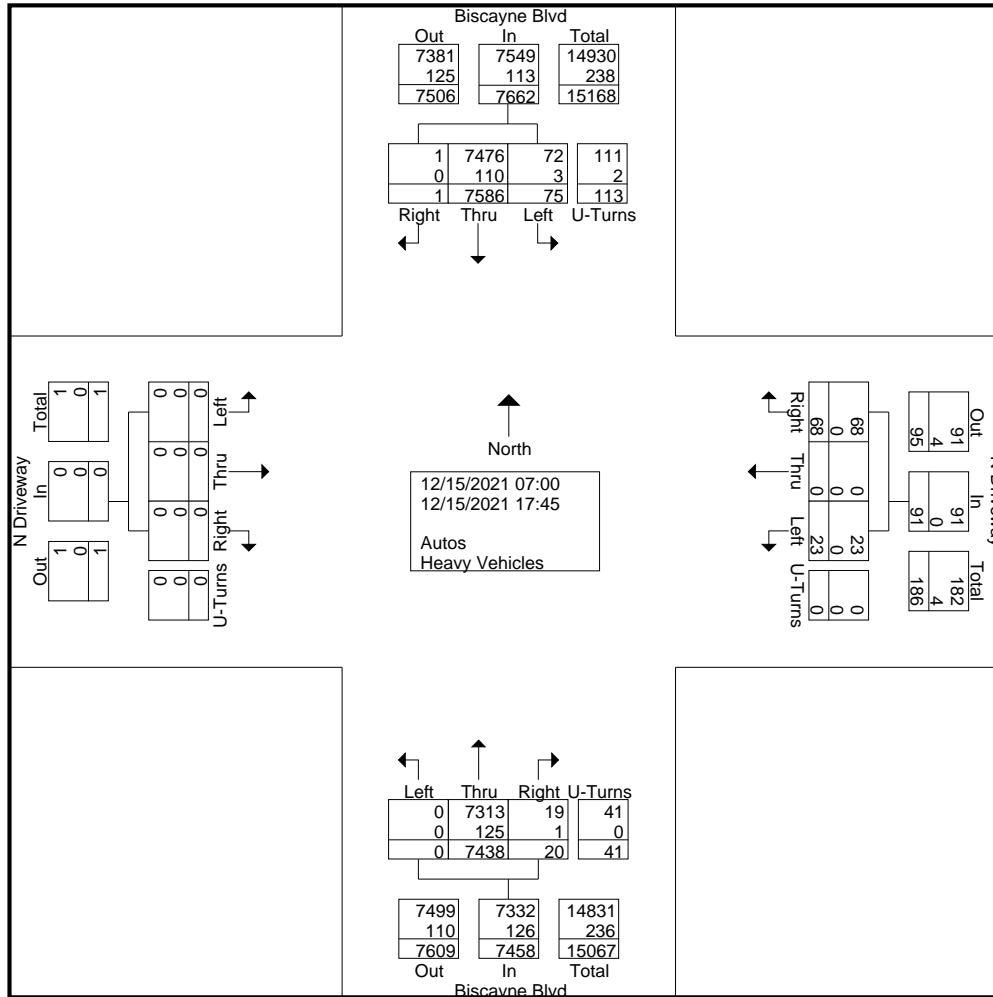 Biscayne Blvd
Out In Total
7381 7549 14930
125 113 238
7506 7662 15168
1 7476 72 111
0 110 3 2
1 7586 75 113
Right Thru Left U-Turns
N Driveway
Total In Out
1 0 1
0 0 0
1 0 1
Left Thru Right U-Turns
0 0 0 0
0 0 0 0
0 0 0 0
North
12/15/2021 07:00
12/15/2021 17:45
Autos
Heavy Vehicles
Right Thru Left U-Turns
68 0 23 0
0 0 0 0
68 0 23 0
Out In Total
91 91 182
4 0 4
95 91 186
Left Thru Right U-Turns
0 7313 19 41
0 125 1 0
0 7438 20 41
7499 7332 14831
110 126 236
7609 7458 15067
Out In Total
Biscayne Blvd